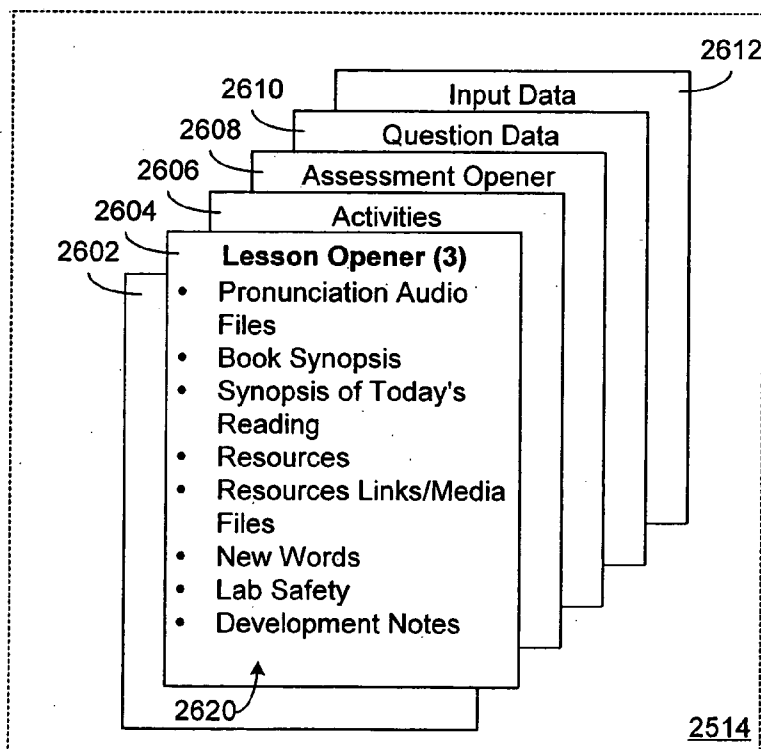 2612
Input Data
2610
Question Data
2608
Assessment Opener
2606
Activities
2604
Lesson Opener (3)
2602
• Pronunciation Audio
Files
• Book Synopsis
• Synopsis of Today's
Reading
• Resources
• Resources Links/Media
Files
• New Words
• Lab Safety
• Development Notes
2620
2514